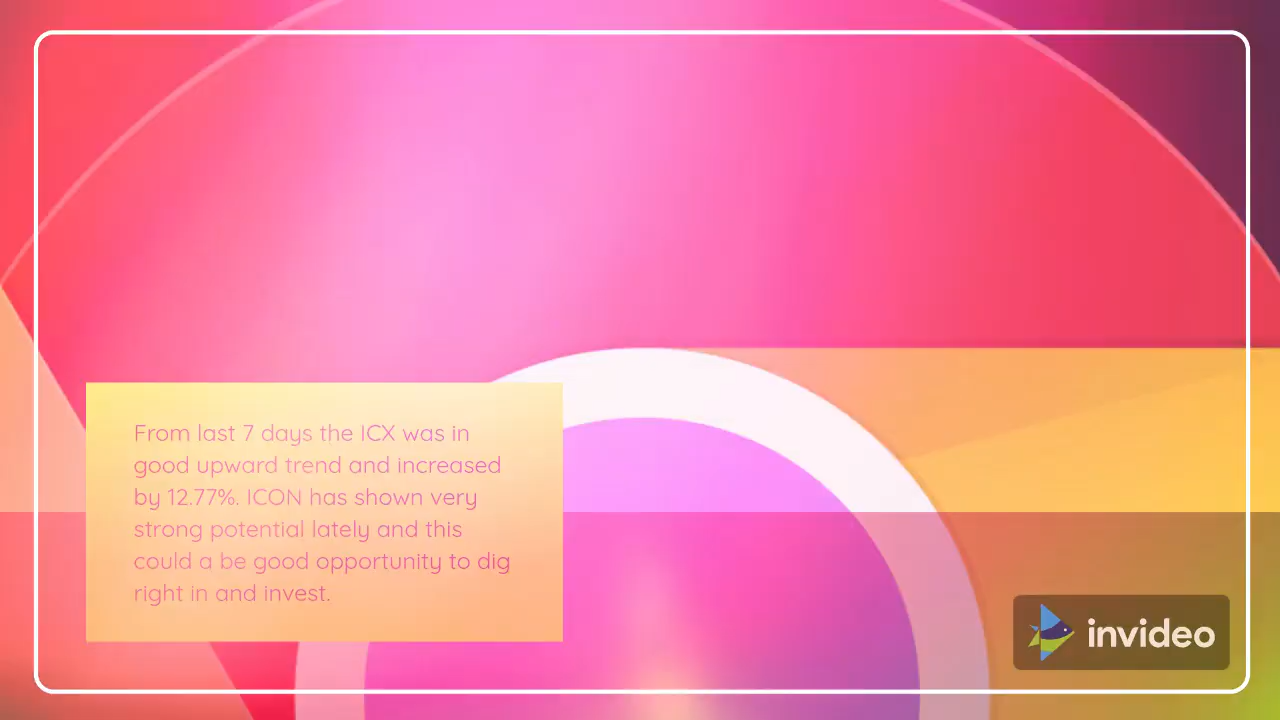 From last 7 days the ICX was in
good upward trend and increased
by 12.77%. ICON has shown very
strong potential lately and this
could a be good opportunity to dig
right in and invest.
invideo